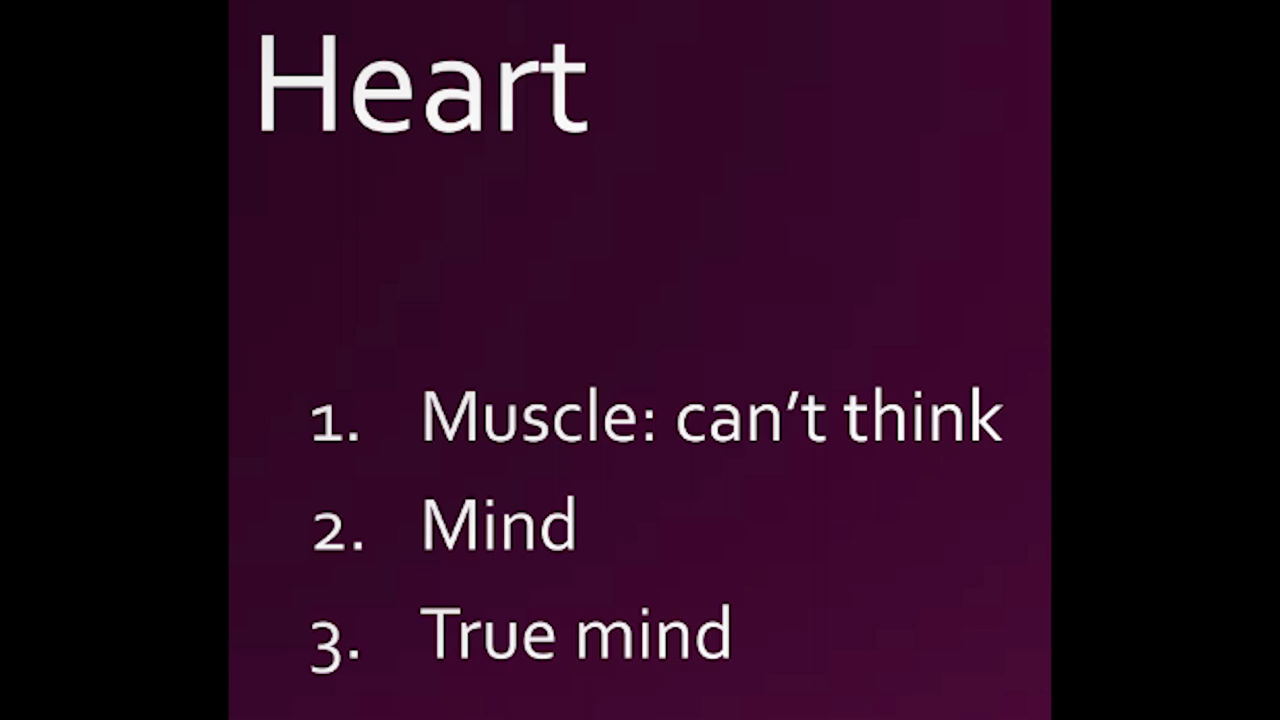 Heart
1. Muscle: can’t think
2. Mind
3. True mind